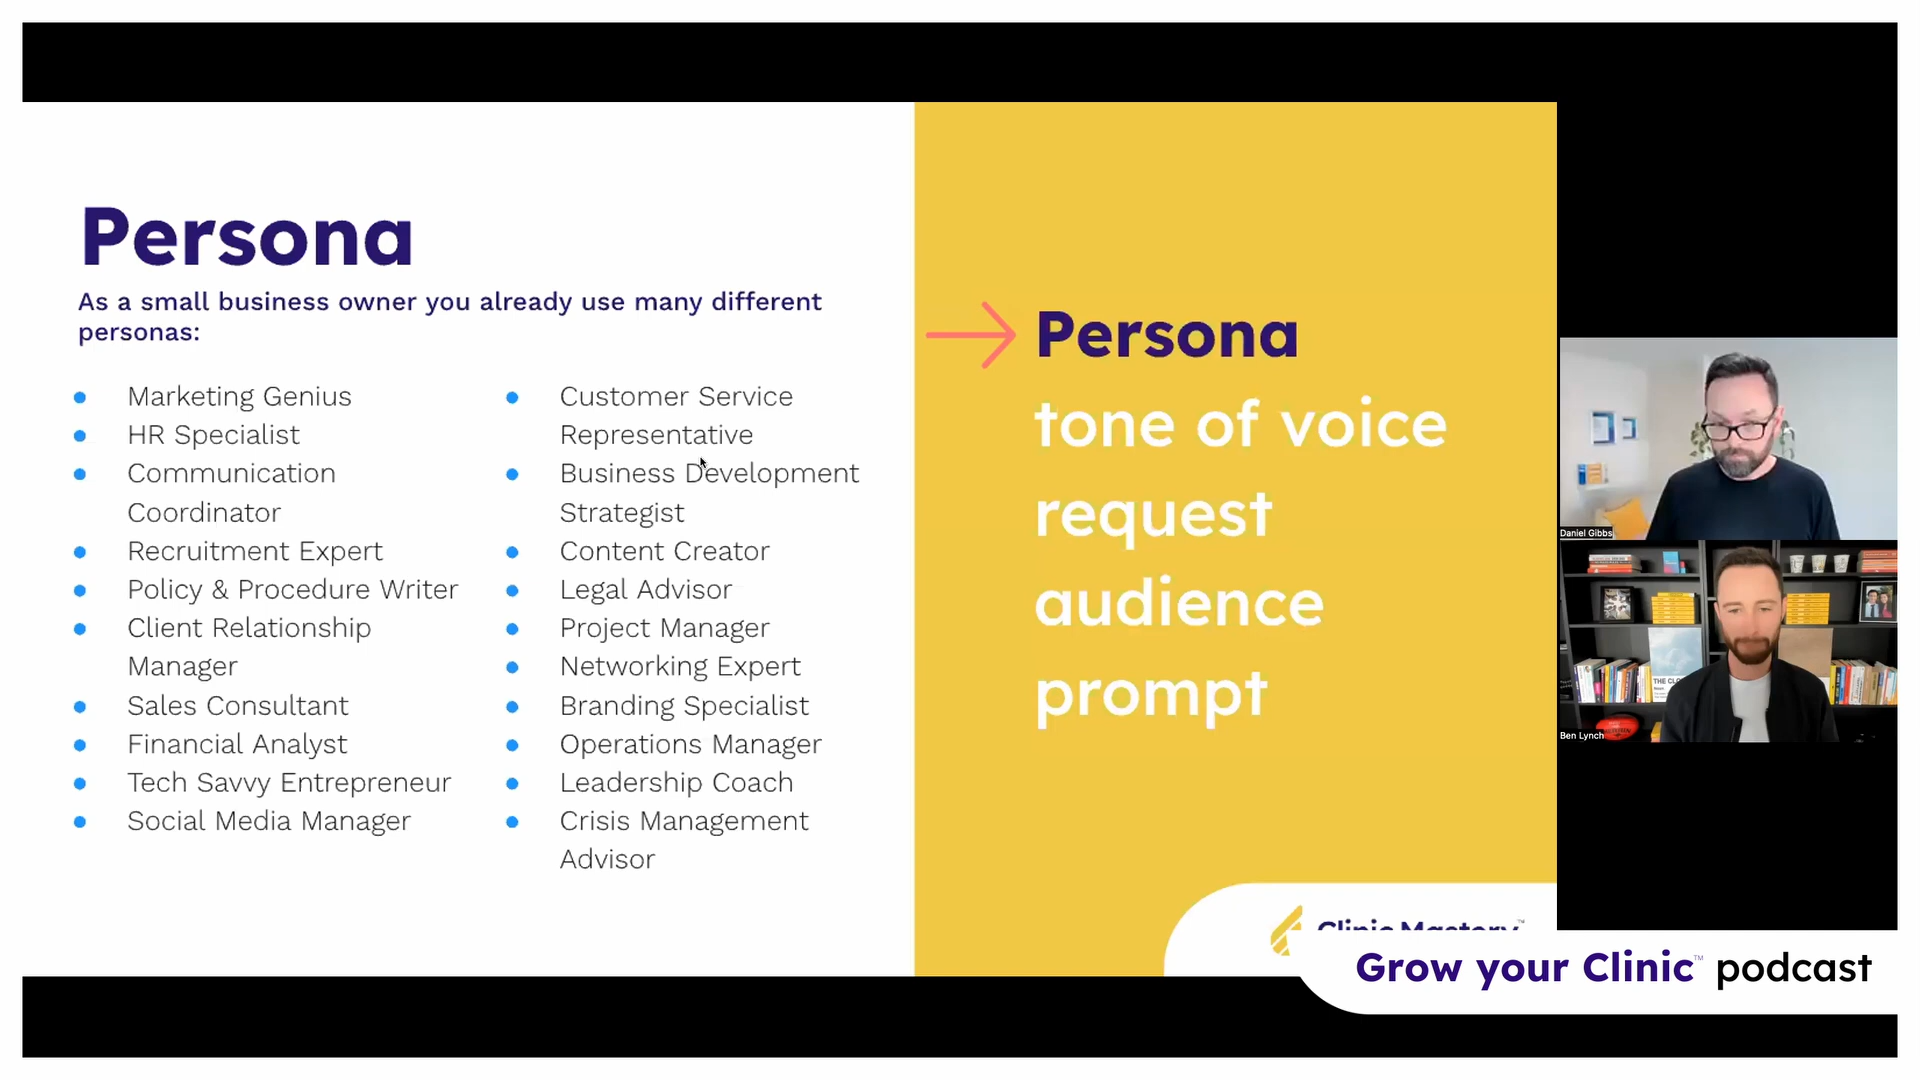 Persona
As a small business owner you already use many different
personas:
Marketing Genius
HR Specialist
Communication
Coordinator
Recruitment Expert
Policy & Procedure Writer
Client Relationship
Manager
Sales Consultant
Financial Analyst
Tech Savvy Entrepreneur
Social Media Manager
Customer Service
Representative
Business Development
Strategist
Content Creator
Legal Advisor
Project Manager
Networking Expert
Branding Specialist
Operations Manager
Leadership Coach
Crisis Management
Advisor
Persona
tone of voice
request
audience
prompt
Clinic Mastery™
Daniel Gibbs
Ben Lynch
Grow your Clinic™ podcast